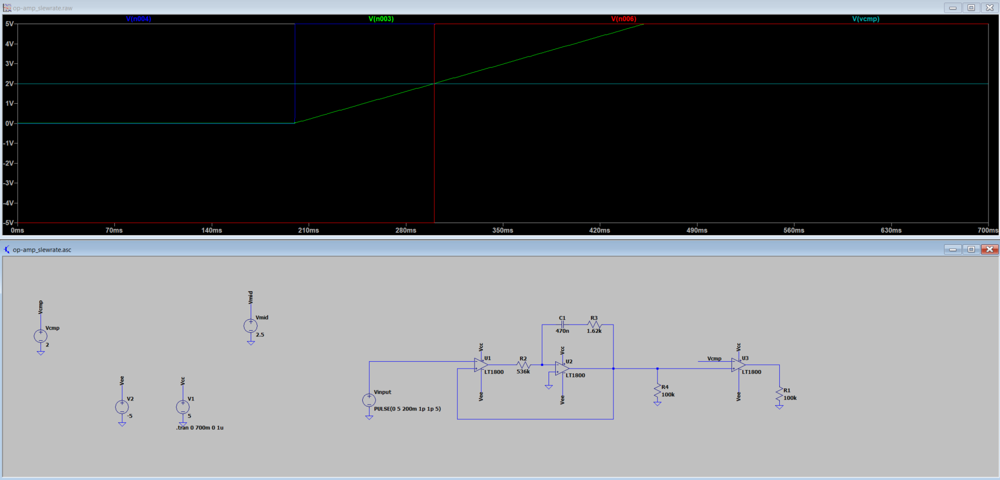 op-amp_slewrate.raw
V(n004) V(n003) V(n006) V(vcmp)
5V
4V
3V
2V
1V
0V
-1V
-2V
-3V
-4V
-5V
0ms 70ms 140ms 210ms 280ms 350ms 420ms 490ms 560ms 630ms 700ms
op-amp_slewrate.asc
Vcmp
Vcmp
2
Vmid
Vmid
2.5
Vee
V2
-5
Vcc
V1
5
.tran 0 700m 0 1u
Vinput
PULSE(0 5 200m 1p 1p 5)
Vcc
U1
LT1800
Vee
R2
536k
C1
470n
R3
1.62k
Vcc
U2
LT1800
Vee
R4
100k
Vcmp
Vcc
U3
LT1800
Vee
R1
100k